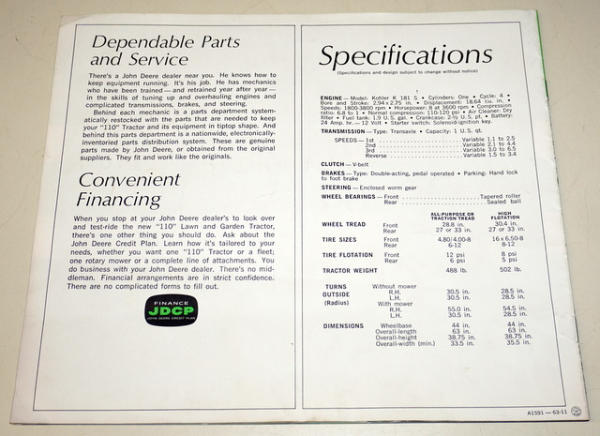 Dependable Parts
and Service
There's a John Deere dealer near you. He knows how to
keep equipment running. It's his job. He has mechanics
who have been trained — and retrained year after year —
in the skills of tuning up and overhauling engines and
complicated transmissions, brakes, and steering.
Behind each mechanic is a parts department system-
atically restocked with the parts that are needed to keep
your "110" Tractor and its equipment in tiptop shape. And
behind this parts department is a nationwide, electronically-
inventoried parts distribution system. These are genuine
parts made by John Deere, or obtained from the original
suppliers. They fit and work like the originals.
Convenient
Financing
When you stop at your John Deere dealer's to look over
and test-ride the new "110" Lawn and Garden Tractor,
there's one other thing you should do. Ask about the
John Deere Credit Plan. Learn how it's tailored to your
needs, whether you want one "110" Tractor or a fleet;
one rotary mower or a complete line of attachments. You
do business with your John Deere dealer. There's no mid-
dleman. Financial arrangements are in strict confidence.
There are no complicated forms to fill out.
FINANCE
JDCP
JOHN DEERE CREDIT PLAN
Specifications
(Specifications and design subject to change without notice)
ENGINE — Model: Kohler K 181 S • Cylinders: One • Cycle: 4 •
Bore and Stroke: 2.94 x 2.75 in. • Displacement: 18.64 cu. in. •
Speeds: 1800-3800 rpm • Horsepower: 8 at 3600 rpm • Compression
ratio: 6.8 to 1 • Normal compression: 110-120 psi • Air Cleaner: Dry
filter • Fuel tank: 1.9 U.S. gal. • Crankcase: 2-½ U.S. pt. • Battery:
24 Amp. hr. — 12 Volt • Starter switch: Solenoid-ignition key.
TRANSMISSION — Type: Transaxle • Capacity: 1 U.S. qt.
SPEEDS — 1st Variable 1.1 to 2.5
2nd Variable 2.1 to 4.4
3rd Variable 3.0 to 6.5
Reverse Variable 1.5 to 3.4
CLUTCH — V-belt
BRAKES — Type: Double-acting, pedal operated • Parking: Hand lock
to foot brake
STEERING — Enclosed worm gear
WHEEL BEARINGS — Front Tapered roller
Rear Sealed ball
ALL-PURPOSE OR TRACTION TREAD HIGH FLOTATION
WHEEL TREAD Front 28.8 in. 30.4 in.
Rear 27 or 33 in. 27 or 33 in.
TIRE SIZES Front 4.80/4.00-8 16 x 6.50-8
Rear 6-12 8-12
TIRE FLOTATION Front 12 psi 8 psi
Rear 6 psi 5 psi
TRACTOR WEIGHT 488 lb. 502 lb.
TURNS Without mower
OUTSIDE R.H. 30.5 in. 28.5 in.
(Radius) L.H. 30.5 in. 28.5 in.
With mower
R.H. 55.0 in. 54.5 in.
L.H. 30.5 in. 28.5 in.
DIMENSIONS Wheelbase 44 in. 44 in.
Overall-length 63 in. 63 in.
Overall-height 38.75 in. 38.75 in.
Overall-width (min.) 33.5 in. 35.5 in.
A1591 — 63-11